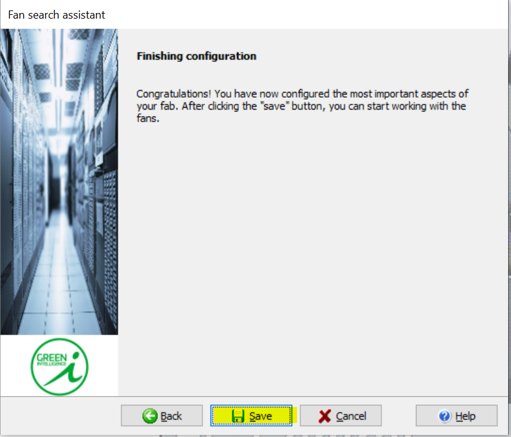 Fan search assistant
Finishing configuration
Congratulations! You have now configured the most important aspects of
your fab. After clicking the "save" button, you can start working with the
fans.
GREEN
INTELLIGENCE
i
Back
Save
Cancel
Help